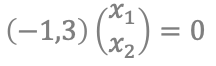 (-1,3) (x₁ x₂) = 0